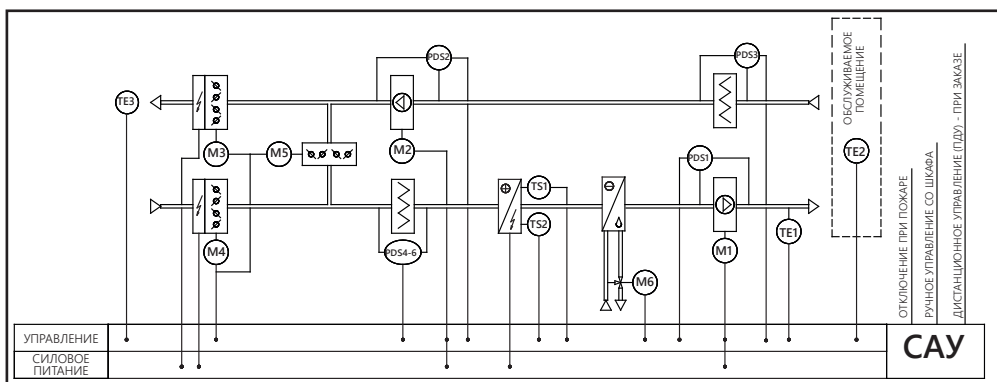 PDS2
PDS3
ОБСЛУЖИВАЕМОЕ
ПОМЕЩЕНИЕ
TE3
M3
M5
M2
TE2
PDS1
TS1
TS2
TE1
M4
PDS4-6
M1
M6
ОТКЛЮЧЕНИЕ ПРИ ПОЖАРЕ
РУЧНОЕ УПРАВЛЕНИЕ СО ШКАФА
ДИСТАНЦИОННОЕ УПРАВЛЕНИЕ (ПДУ) - ПРИ ЗАКАЗЕ
УПРАВЛЕНИЕ
СИЛОВОЕ
ПИТАНИЕ
САУ